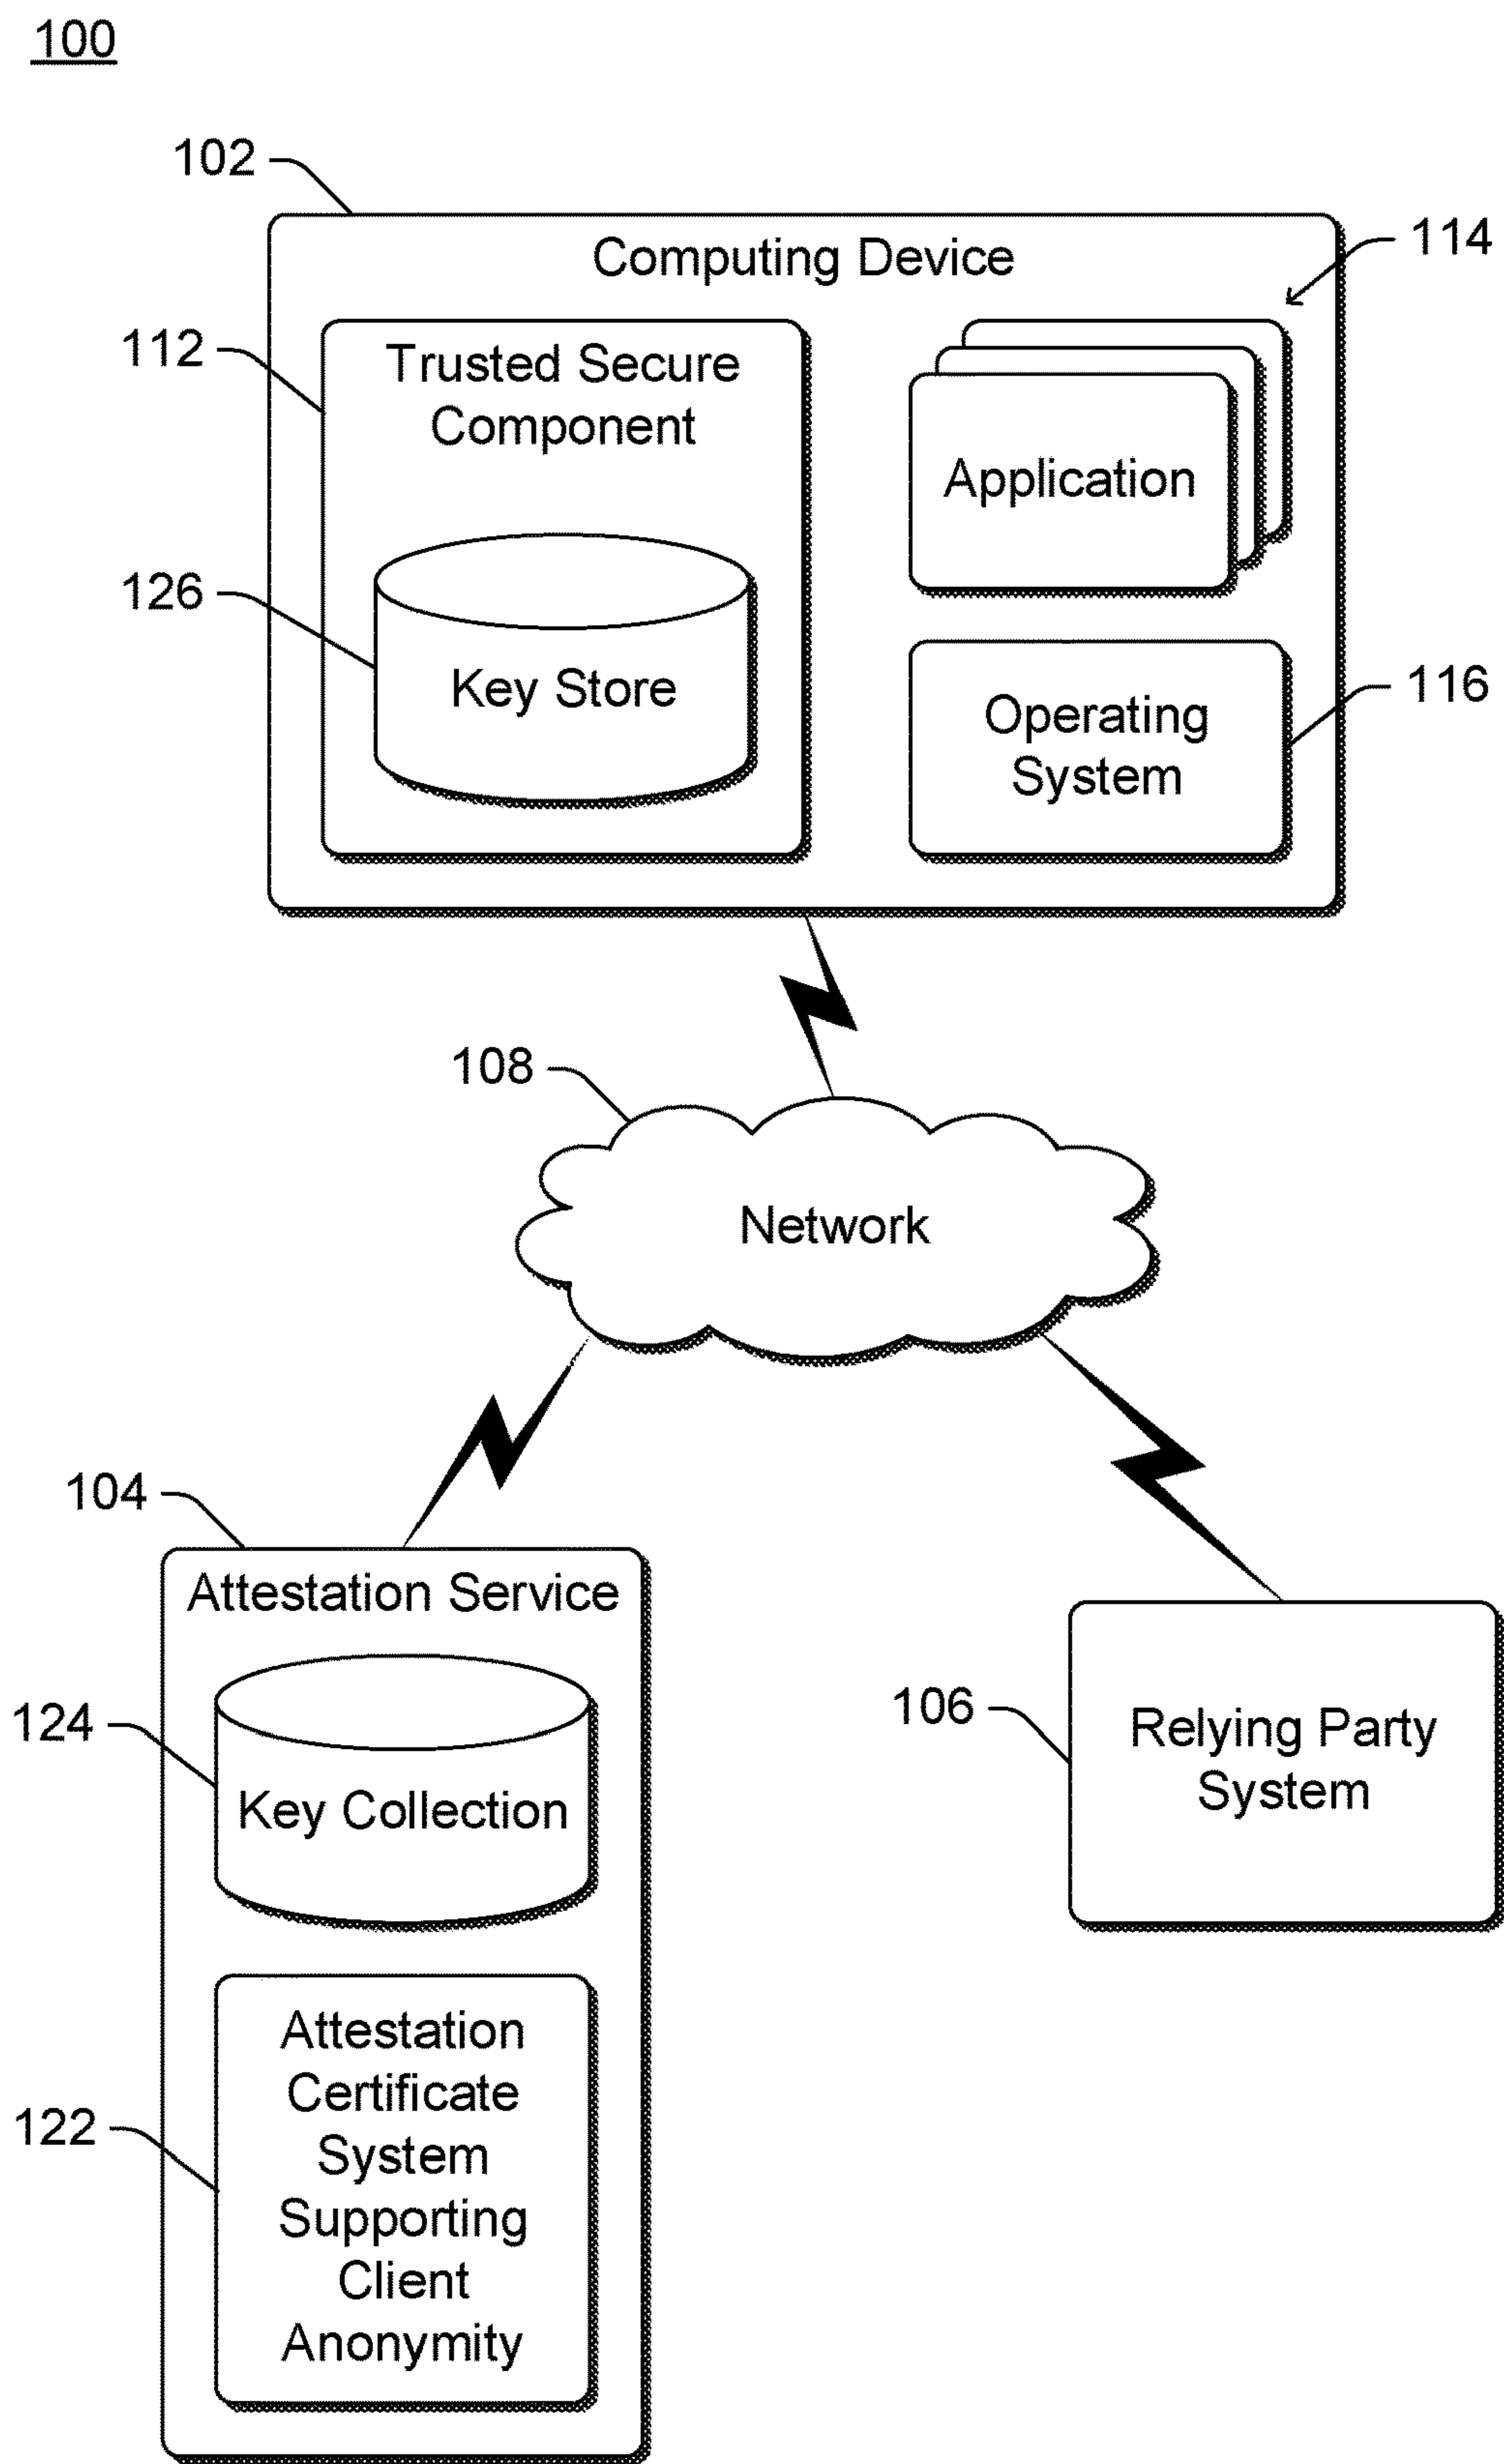 100
102
Computing Device
114
112
Trusted Secure
Component
Application
126
Key Store
Operating
System
116
108
Network
104
Attestation Service
124
Key Collection
106
Relying Party
System
122
Attestation
Certificate
System
Supporting
Client
Anonymity